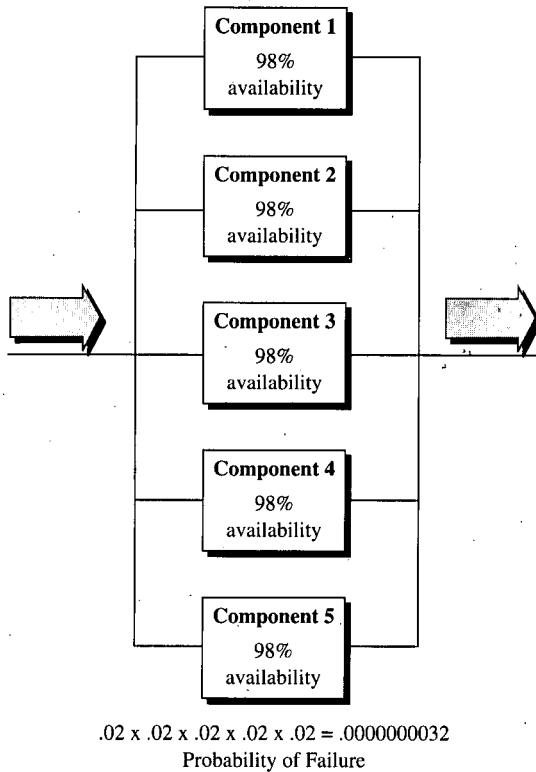 Component 1
98%
availability
Component 2
98%
availability
Component 3
98%
availability
Component 4
98%
availability
Component 5
98%
availability
.02 x .02 x .02 x .02 x .02 = .0000000032
Probability of Failure